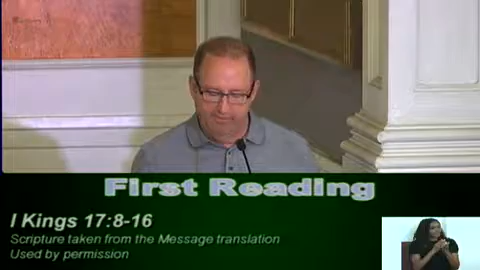 First Reading
I Kings 17:8-16
Scripture taken from the Message translation
Used by permission